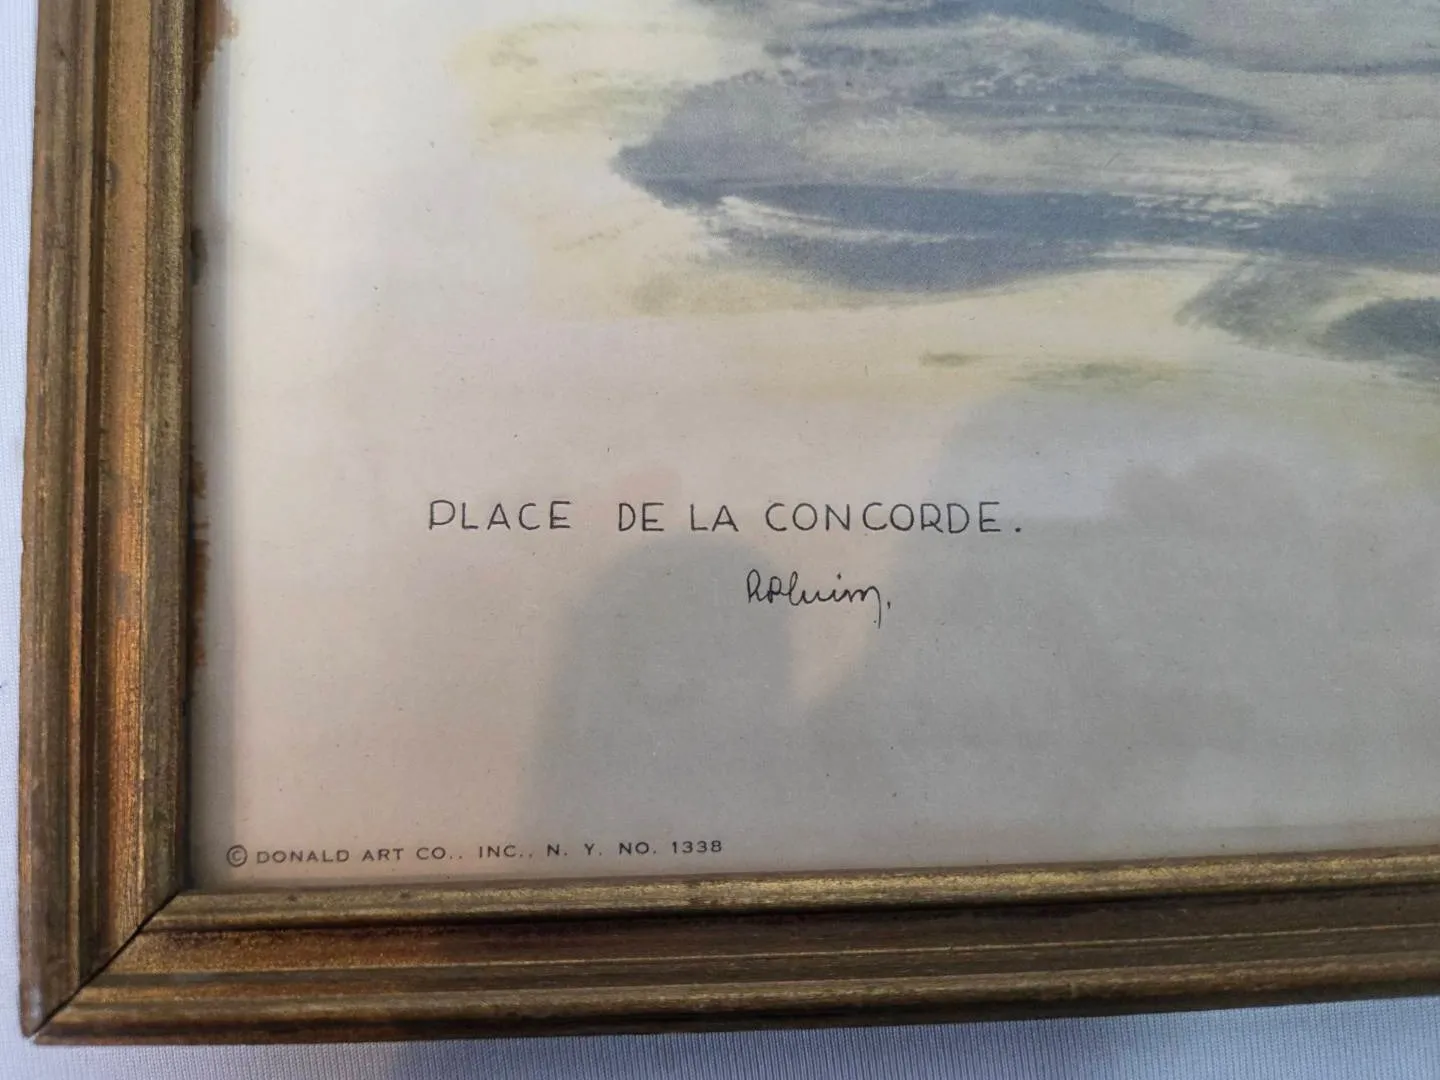 PLACE DE LA CONCORDE.
© DONALD ART CO., INC., N. Y. NO. 1338